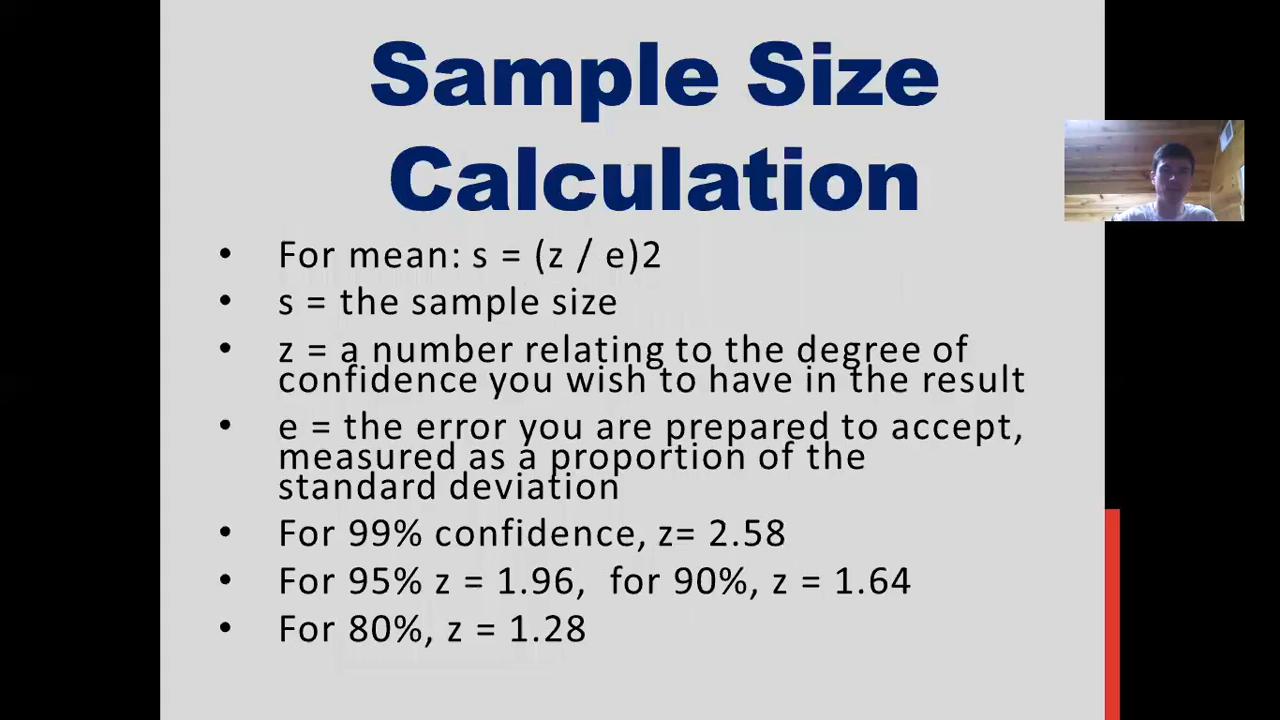 Sample Size
Calculation
• For mean: s = (z / e)2
• s = the sample size
• z = a number relating to the degree of
confidence you wish to have in the result
• e = the error you are prepared to accept,
measured as a proportion of the
standard deviation
• For 99% confidence, z= 2.58
• For 95% z = 1.96, for 90%, z = 1.64
• For 80%, z = 1.28